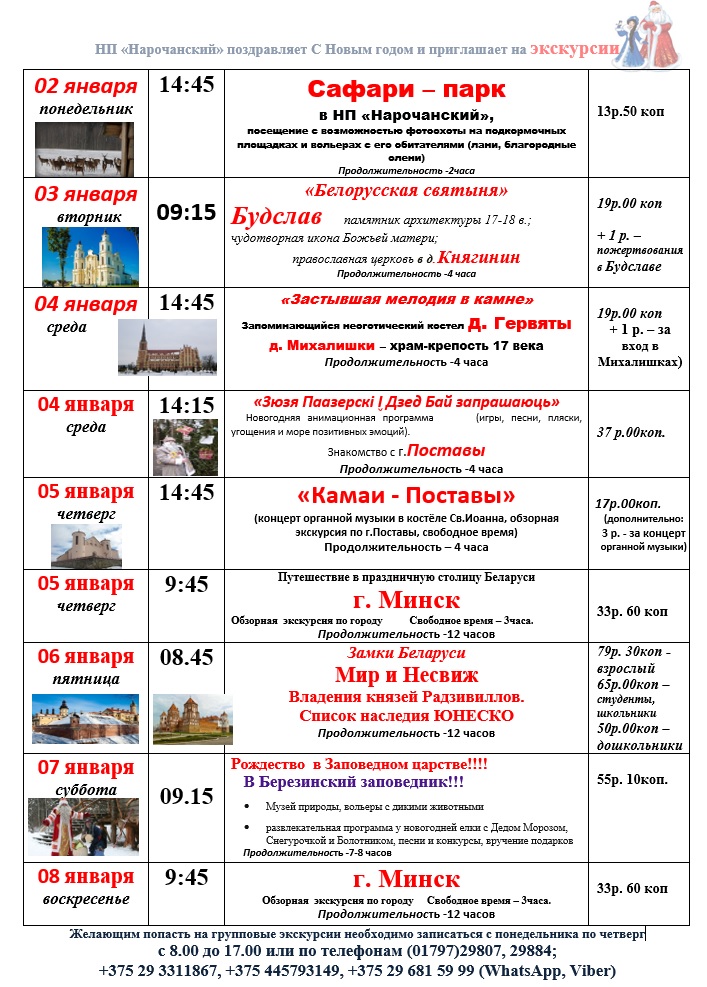 НП «Нарочанский» поздравляет С Новым годом и приглашает на экскурсии
02 января
понедельник
14:45
Сафари – парк
в НП «Нарочанский»,
посещение с возможностью фотоохоты на подкормочных
площадках и вольерах с его обитателями (лани, благородные
олени)
Продолжительность -2часа
13р.50 коп
03 января
вторник
09:15
«Белорусская святыня»
Будслав памятник архитектуры 17-18 в.;
чудотворная икона Божьей матери;
православная церковь в д.Княгинин
Продолжительность -4 часа
19р.00 коп
+ 1 р. –
пожертвования
в Будславе
04 января
среда
14:45
«Застывшая мелодия в камне»
Запоминающийся неоготический костел д. Гервяты
д. Михалишки – храм-крепость 17 века
Продолжительность -4 часа
19р.00 коп
+ 1 р. – за
вход в
Михалишках)
04 января
среда
14:15
«Зюзя Паазерскі І Дзед Бай запрашаюць»
Новогодняя анимационная программа (игры, песни, пляски,
угощения и море позитивных эмоций).
Знакомство с г.Поставы
Продолжительность -4 часа
37 р.00коп.
05 января
четверг
14:45
«Камаи - Поставы»
(концерт органной музыки в костёле Св.Иоанна, обзорная
экскурсия по г.Поставы, свободное время)
Продолжительность – 4 часа
17р.00коп.
(дополнительно:
3 р. - за концерт
органной музыки)
05 января
четверг
9:45
Путешествие в праздничную столицу Беларуси
г. Минск
Обзорная экскурсия по городу Свободное время – 3часа.
Продолжительность -12 часов
33р. 60 коп
06 января
пятница
08.45
Замки Беларуси
Мир и Несвиж
Владения князей Радзивиллов.
Список наследия ЮНЕСКО
Продолжительность -12 часов
79р. 30коп -
взрослый
65р.00коп –
студенты,
школьники
50р.00коп –
дошкольники
07 января
суббота
09.15
Рождество в Заповедном царстве!!!!
В Березинский заповедник!!!
• Музей природы, вольеры с дикими животными
• развлекательная программа у новогодней елки с Дедом Морозом,
Снегурочкой и Болотником, песни и конкурсы, вручение подарков
Продолжительность -7-8 часов
55р. 10коп.
08 января
воскресенье
9:45
г. Минск
Обзорная экскурсия по городу Свободное время – 3часа.
Продолжительность -12 часов
33р. 60 коп
Желающим попасть на групповые экскурсии необходимо записаться с понедельника по четверг
с 8.00 до 17.00 или по телефонам (01797)29807, 29884;
+375 29 3311867, +375 445793149, +375 29 681 59 99 (WhatsApp, Viber)